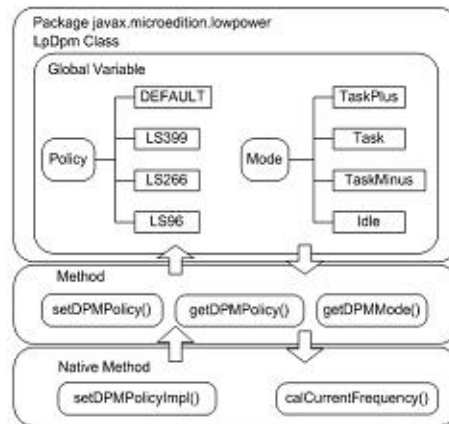 Package javax.microedition.lowpower
LpDpm Class
Global Variable
DEFAULT
LS399
LS266
LS96
Policy
TaskPlus
Task
TaskMinus
Idle
Mode
Method
setDPMPolicy()
getDPMPolicy()
getDPMMode()
Native Method
setDPMPolicyImpl()
calCurrentFrequency()